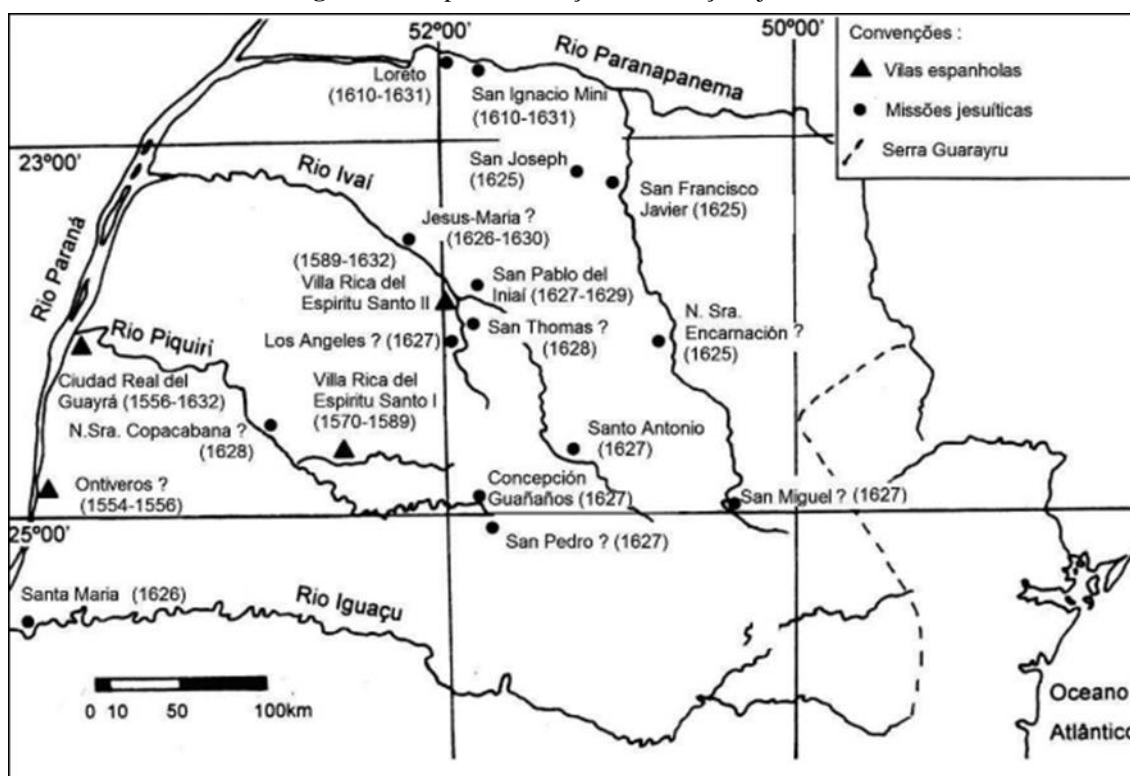 52º00'
50º00'
Convenções :
Vilas espanholas
Missões jesuíticas
Serra Guarayru
Rio Paranapanema
Loreto
(1610-1631)
San Ignacio Mini
(1610-1631)
23º00'
Rio Ivaí
San Joseph
(1625)
San Francisco
Javier (1625)
Jesus-Maria ?
(1626-1630)
Rio Paraná
(1589-1632)
Villa Rica del
Espiritu Santo II
San Pablo del
Iniaí (1627-1629)
San Thomas ?
(1628)
Los Angeles ? (1627)
N. Sra.
Encarnación ?
(1625)
Rio Piquiri
Ciudad Real del
Guayrá (1556-1632)
Villa Rica del
Espiritu Santo I
(1570-1589)
N.Sra. Copacabana ?
(1628)
Santo Antonio
(1627)
Ontiveros ?
(1554-1556)
Concepción
Guañaños (1627)
San Miguel ? (1627)
25º00'
San Pedro ? (1627)
Santa Maria (1626)
Rio Iguaçu
0 10 50 100km
Oceano
Atlântico